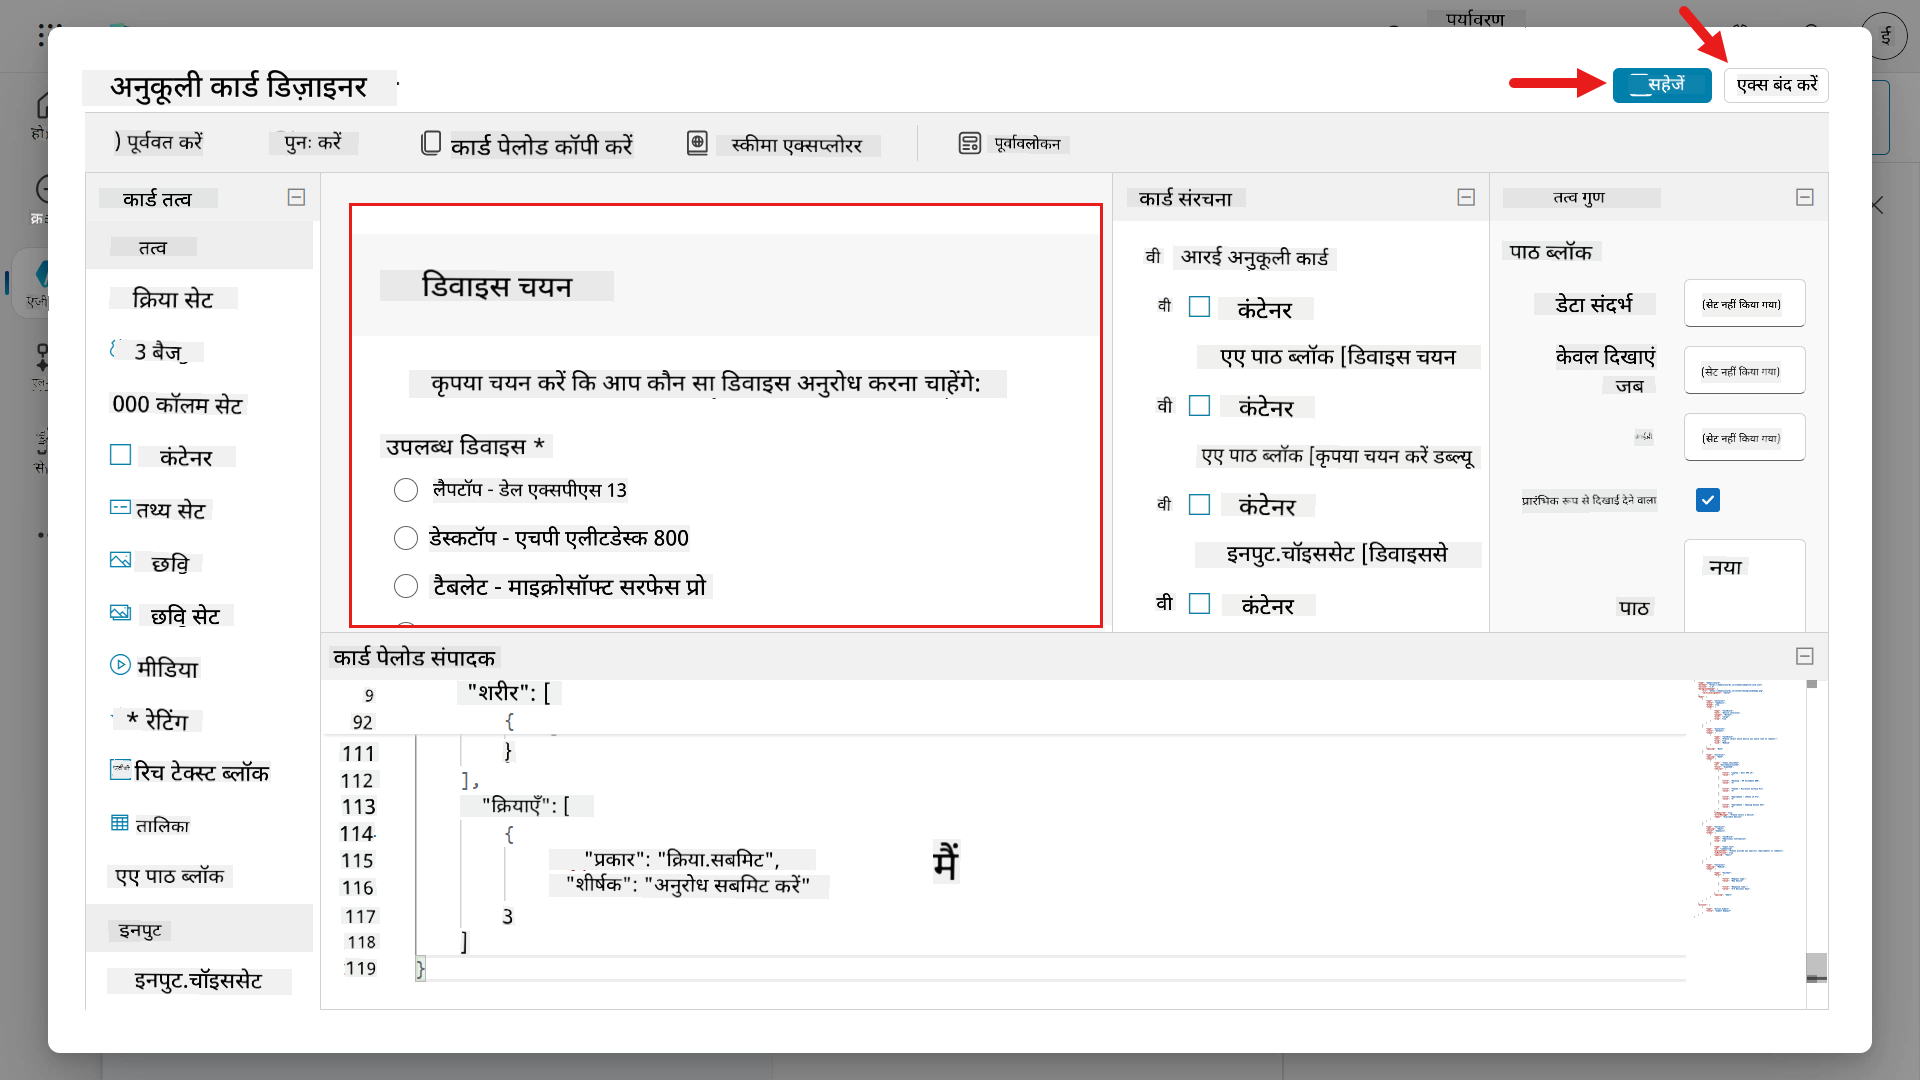 पर्यावरण
ई
अनुकूली कार्ड डिज़ाइनर
सहेजें
एक्स बंद करें
) पूर्ववत करें
पुनः करें
कार्ड पेलोड कॉपी करें
स्कीमा एक्सप्लोरर
पूर्वावलोकन
कार्ड तत्व
तत्व
क्रिया सेट
3 बैज
000 कॉलम सेट
कंटेनर
तथ्य सेट
छवि
छवि सेट
मीडिया
* रेटिंग
रिच टेक्स्ट ब्लॉक
तालिका
एए पाठ ब्लॉक
इनपुट
इनपुट.चॉइससेट
डिवाइस चयन
कृपया चयन करें कि आप कौन सा डिवाइस अनुरोध करना चाहेंगे:
उपलब्ध डिवाइस *
लैपटॉप - डेल एक्सपीएस 13
डेस्कटॉप - एचपी एलीटडेस्क 800
टैबलेट - माइक्रोसॉफ्ट सरफेस प्रो
कार्ड संरचना
वी आरई अनुकूली कार्ड
वी कंटेनर
एए पाठ ब्लॉक [डिवाइस चयन
वी कंटेनर
एए पाठ ब्लॉक [कृपया चयन करें डब्ल्यू
वी कंटेनर
इनपुट.चॉइससेट [डिवाइससे
वी कंटेनर
तत्व गुण
पाठ ब्लॉक
डेटा संदर्भ (सेट नहीं किया गया)
केवल दिखाएं
जब
(सेट नहीं किया गया)
(सेट नहीं किया गया)
प्रारंभिक रूप से दिखाई देने वाला
नया
पाठ
कार्ड पेलोड संपादक
9 "शरीर": [
92 {
111 }
112 ],
113 "क्रियाएँ": [
114 {
115 "प्रकार": "क्रिया.सबमिट",
116 "शीर्षक": "अनुरोध सबमिट करें"
मैं
117 3
118 ]
119 }